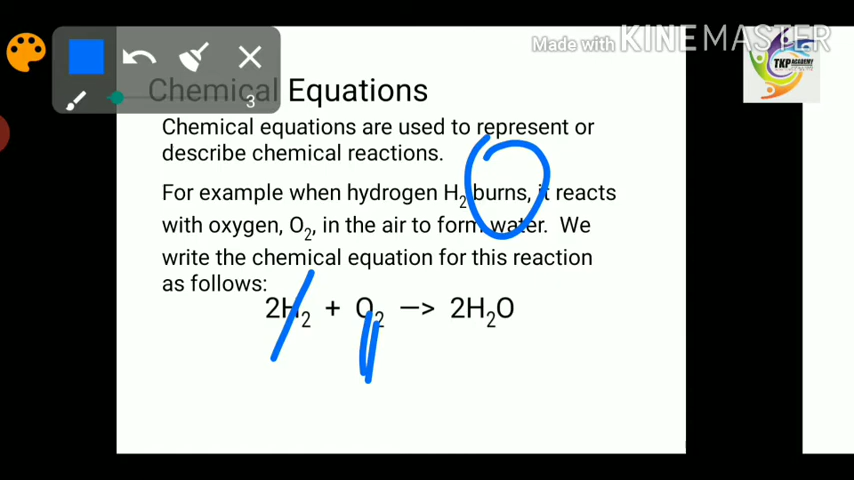 Made with KINEMASTER
TKP ACADEMY
3
Chemical Equations
Chemical equations are used to represent or
describe chemical reactions.
For example when hydrogen H₂ burns, it reacts
with oxygen, O₂, in the air to form water. We
write the chemical equation for this reaction
as follows:
2H₂ + O₂ —> 2H₂O